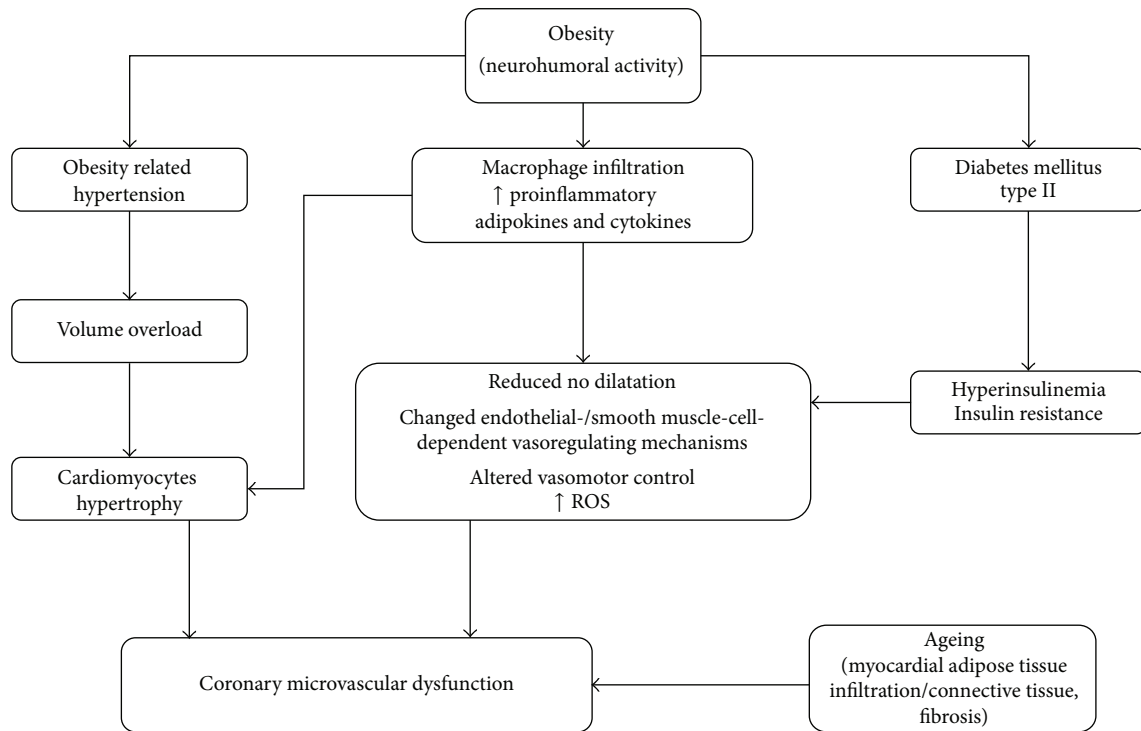 Obesity
(neurohumoral activity)
Obesity related
hypertension
Macrophage infiltration
↑ proinflammatory
adipokines and cytokines
Diabetes mellitus
type II
Volume overload
Reduced no dilatation
Changed endothelial-/smooth muscle-cell-
dependent vasoregulating mechanisms
Altered vasomotor control
↑ ROS
Hyperinsulinemia
Insulin resistance
Cardiomyocytes
hypertrophy
Coronary microvascular dysfunction
Ageing
(myocardial adipose tissue
infiltration/connective tissue,
fibrosis)